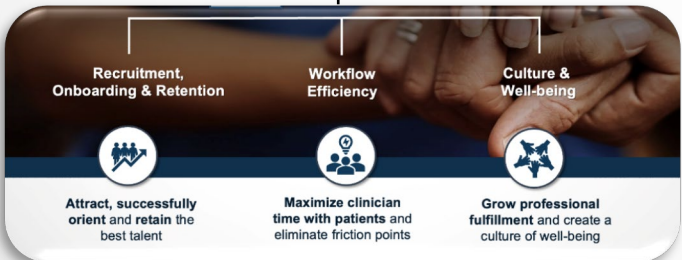 Recruitment,
Onboarding & Retention
Workflow
Efficiency
Culture &
Well-being
Attract, successfully
orient and retain the
best talent
Maximize clinician
time with patients and
eliminate friction points
Grow professional
fulfillment and create a
culture of well-being